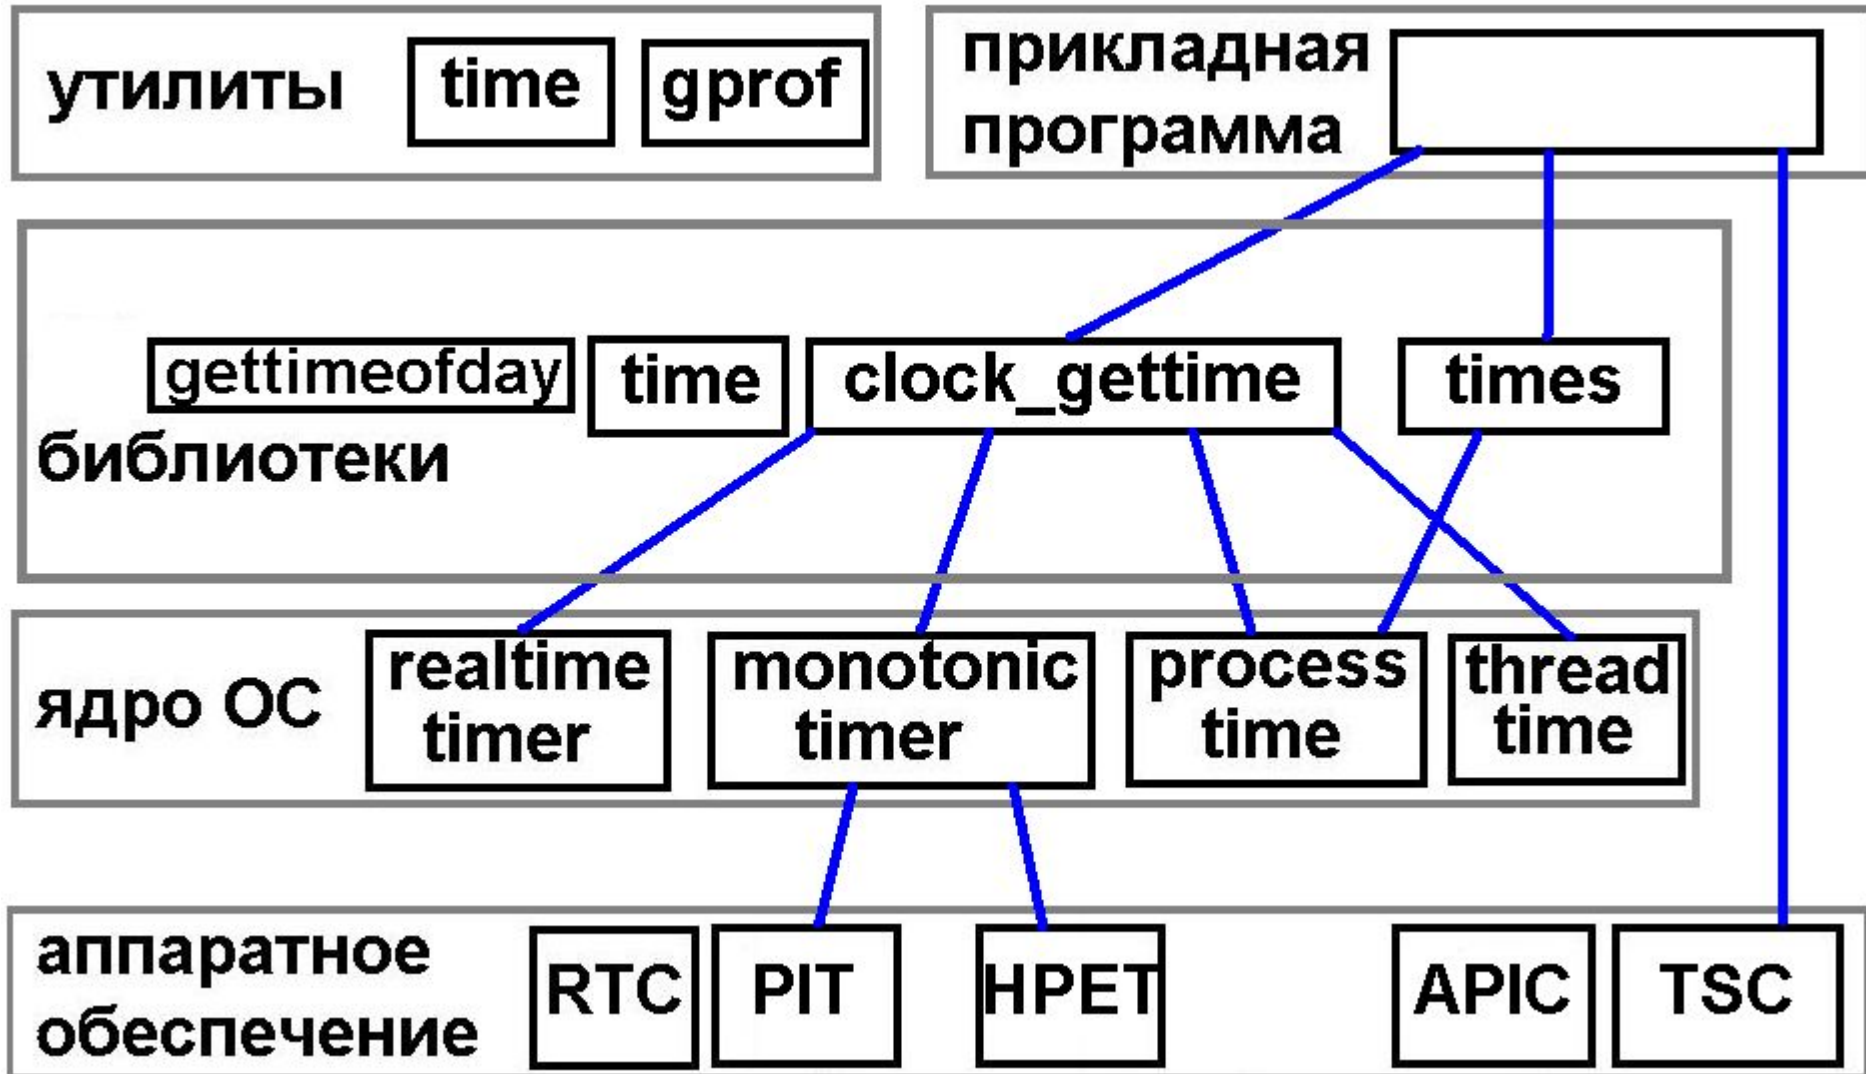 утилиты
time
gprof
прикладная
программа
gettimeofday
time
clock_gettime
times
библиотеки
ядро ОС
realtime
timer
monotonic
timer
process
time
thread
time
аппаратное
обеспечение
RTC
PIT
HPET
APIC
TSC